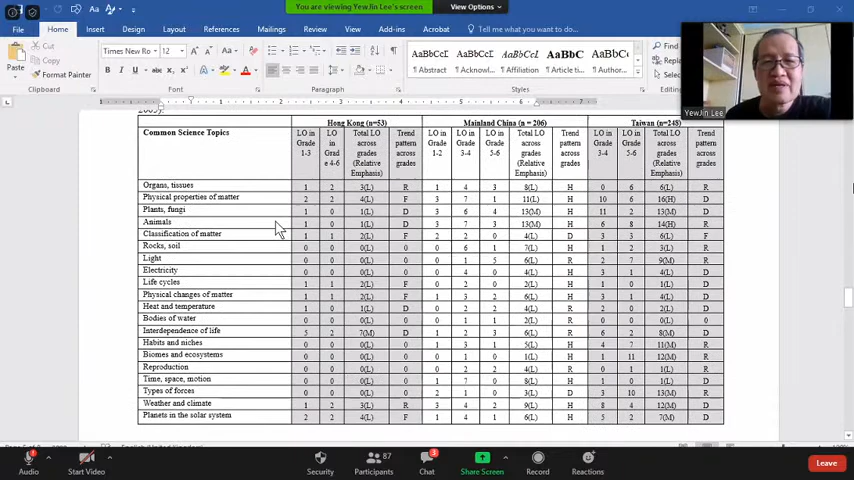 You are viewing YewJin Lee's screen
View Options
File Home Insert Draw Design Layout References Mailings Review View Add-ins Acrobat Tell me what you want to do
Paste
Cut
Copy
Format Painter
Times New Ro 12
AaBbCcI AaBbCcL AaBbCcL AaBbC AaBbCcI
Abstract Acknowl... Affiliation Article ti... Author...
Find
Repla
Select
YewJin Lee
Hong Kong (n=53) Mainland China (n = 206) Taiwan (n=248)
Common Science Topics LO in Grade 1-3 LO in Grad e 4-6 Total LO across grades (Relative Emphasis) Trend pattern across grades LO in Grade 1-2 LO in Grade 3-4 LO in Grade 5-6 Total LO across grades (Relative Emphasis) Trend pattern across grades LO in Grade 3-4 LO in Grade 5-6 Total LO across grades (Relative Emphasis) Trend pattern across grades
Organs, tissues 1 2 3(L) R 1 4 3 8(L) H 0 6 6(L) R
Physical properties of matter 2 2 4(L) F 3 7 1 11(L) H 10 6 16(H) D
Plants, fungi 1 0 1(L) D 3 6 4 13(M) H 11 2 13(M) D
Animals 1 0 1(L) D 3 7 3 13(M) H 6 8 14(H) R
Classification of matter 1 1 2(L) F 2 2 0 4(L) D 3 3 6(L) F
Rocks, soil 0 0 0(L) 0 0 6 1 7(L) H 1 2 3(L) R
Light 0 0 0(L) 0 0 1 5 6(L) R 2 7 9(M) R
Electricity 0 0 0(L) 0 0 4 0 4(L) H 3 1 4(L) D
Life cycles 1 1 2(L) F 0 2 0 2(L) H 1 0 1(L) D
Physical changes of matter 1 1 2(L) F 1 3 2 6(L) H 3 1 4(L) D
Heat and temperature 1 0 1(L) D 0 2 2 4(L) R 2 0 2(L) D
Bodies of water 0 0 0(L) 0 0 1 1 2(L) R 0 0 0(L) 0
Interdependence of life 5 2 7(M) D 1 2 3 6(L) R 6 2 8(M) D
Habits and niches 0 0 0(L) 0 1 3 1 5(L) H 4 7 11(M) R
Biomes and ecosystems 0 0 0(L) 0 0 1 0 1(L) H 1 11 12(M) R
Reproduction 0 0 0(L) 0 0 2 2 4(L) R 0 1 1(L) R
Time, space, motion 0 0 0(L) 0 1 7 0 8(L) H 1 0 1(L) D
Types of forces 0 0 0(L) 0 2 1 0 3(L) D 3 10 13(M) R
Weather and climate 1 2 3(L) R 3 4 2 9(L) H 8 4 12(M) D
Planets in the solar system 2 2 4(L) F 1 4 1 6(L) H 5 2 7(M) D
Audio
Start Video
Security
Participants 87
Chat 3
Share Screen
Record
Reactions
Leave